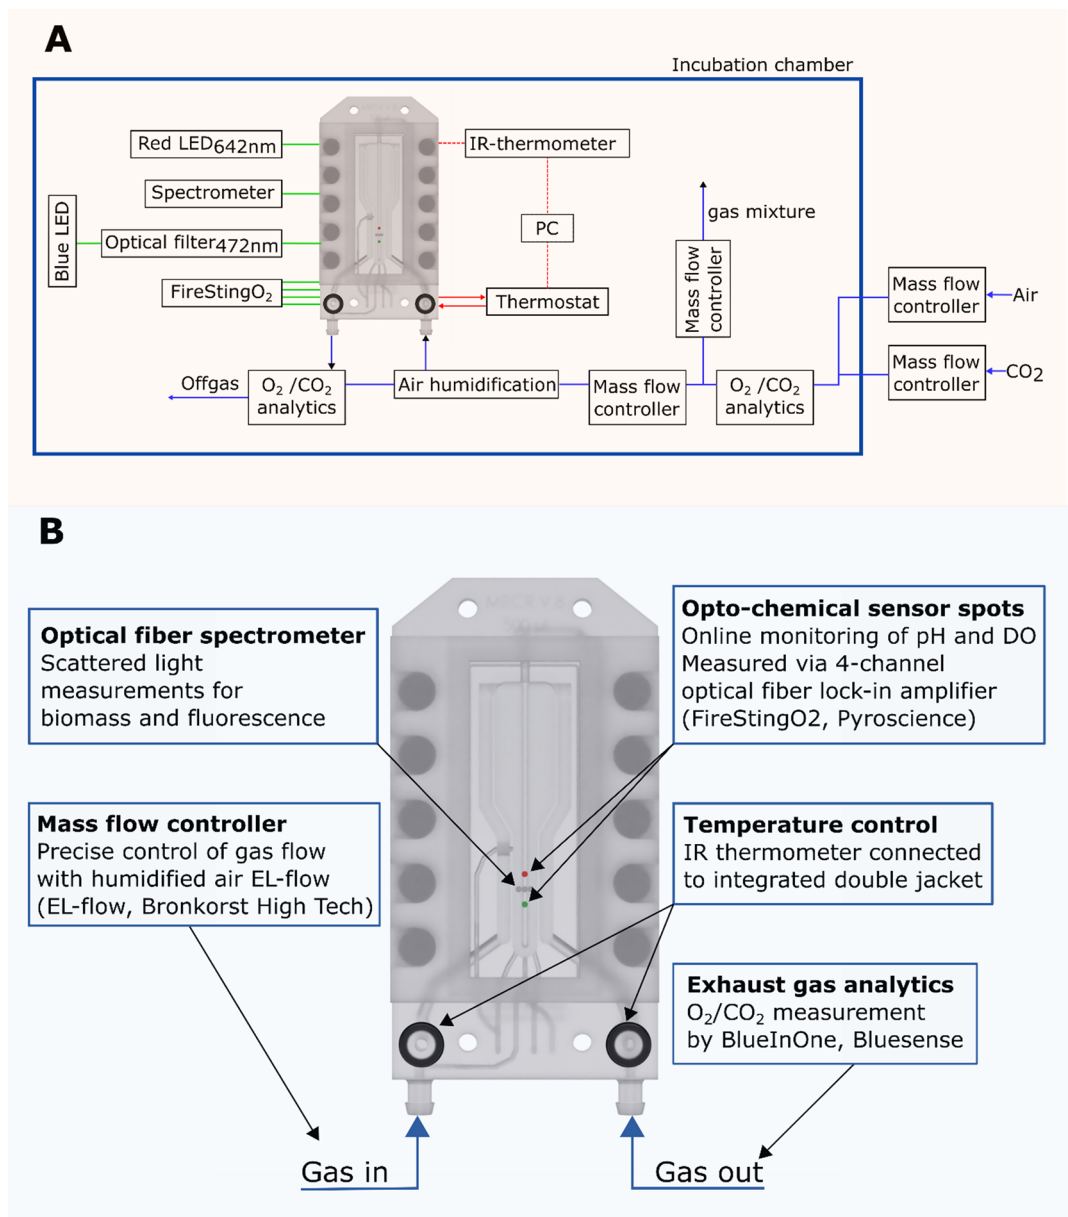 A
Incubation chamber
Red LED642nm
IR-thermometer
Spectrometer
Blue LED
Optical filter472nm
PC
gas mixture
FireStingO2
Thermostat
Mass flow
controller
Mass flow
controller
Air
Mass flow
controller
CO2
Offgas
O2 /CO2
analytics
Air humidification
Mass flow
controller
O2 /CO2
analytics
B
Optical fiber spectrometer
Scattered light
measurements for
biomass and fluorescence
Opto-chemical sensor spots
Online monitoring of pH and DO
Measured via 4-channel
optical fiber lock-in amplifier
(FireStingO2, Pyroscience)
Mass flow controller
Precise control of gas flow
with humidified air EL-flow
(EL-flow, Bronkorst High Tech)
Temperature control
IR thermometer connected
to integrated double jacket
Exhaust gas analytics
O2/CO2 measurement
by BlueInOne, Bluesense
Gas in
Gas out